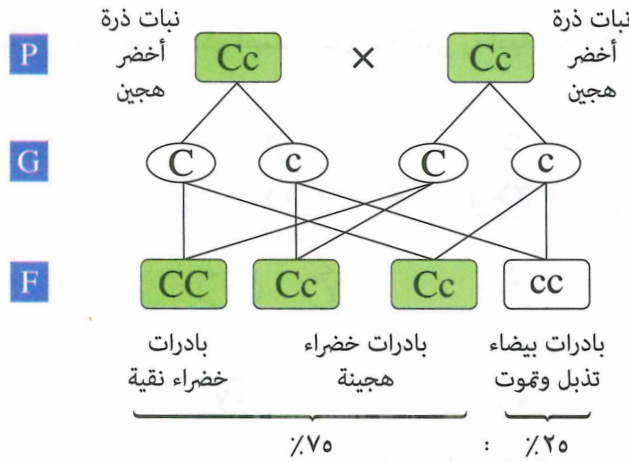 نبات ذرة
أخضر
هجين
نبات ذرة
أخضر
هجين
P
Cc × Cc
G
C c C c
F
CC Cc Cc cc
بادرات
خضراء نقية
بادرات خضراء
هجينة
بادرات بيضاء
تذبل وتموت
٪٧٥ : ٪٢٥